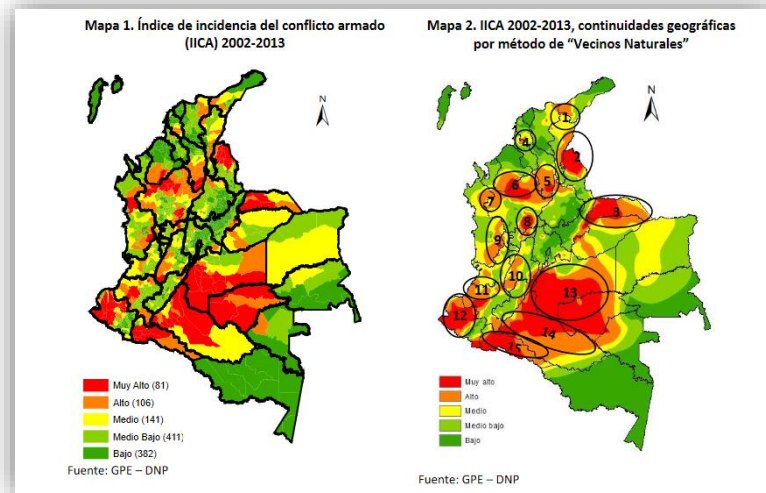 Mapa 1. Índice de incidencia del conflicto armado
(IICA) 2002-2013
N
Muy Alto (81)
Alto (106)
Medio (141)
Medio Bajo (411)
Bajo (382)
Fuente: GPE – DNP
Mapa 2. IICA 2002-2013, continuidades geográficas
por método de “Vecinos Naturales”
N
1
4
2
5
6
7
3
8
9
10
11
13
12
14
15
Muy alto
Alto
Medio
Medio bajo
Bajo
Fuente: GPE – DNP